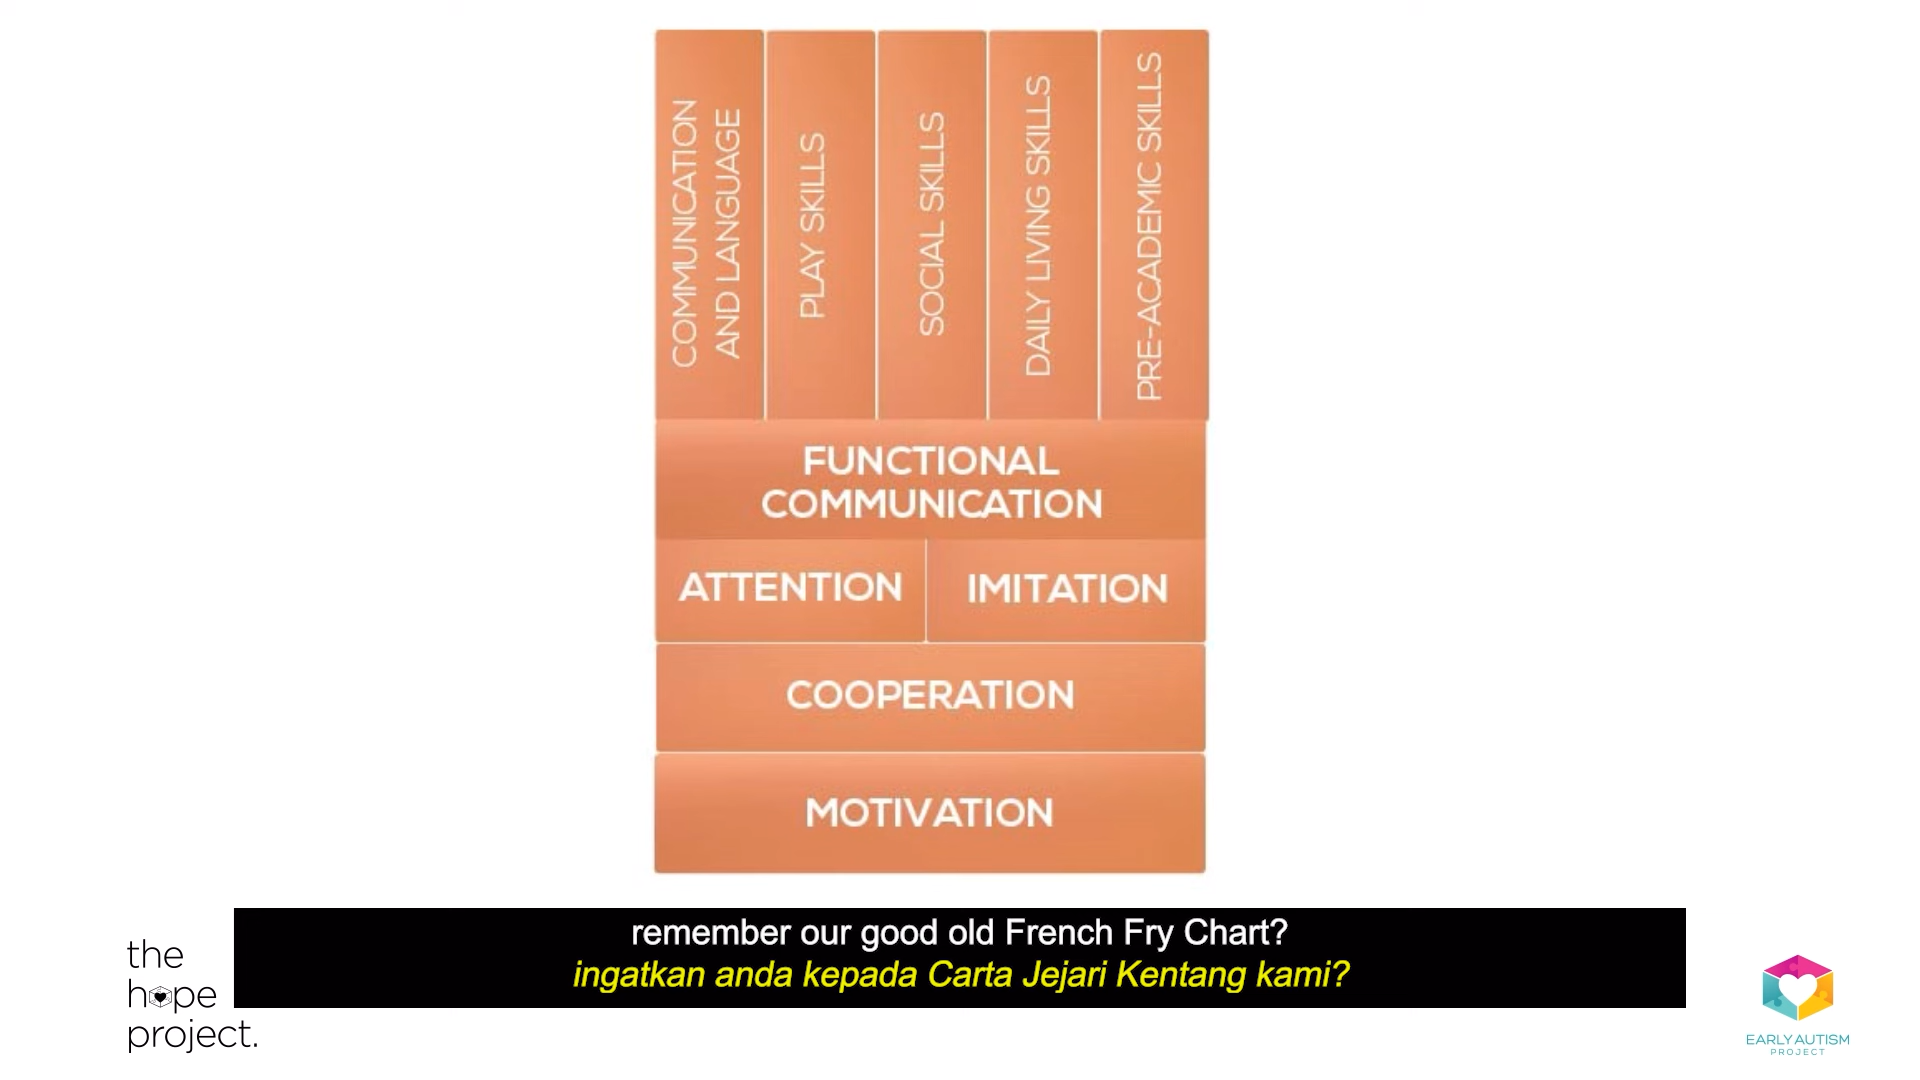 COMMUNICATION
AND LANGUAGE
PLAY SKILLS
SOCIAL SKILLS
DAILY LIVING SKILLS
PRE-ACADEMIC SKILLS
FUNCTIONAL
COMMUNICATION
ATTENTION
IMITATION
COOPERATION
MOTIVATION
remember our good old French Fry Chart?
ingatkan anda kepada Carta Jejari Kentang kami?
the
hope
project.
EARLY AUTISM
PROJECT